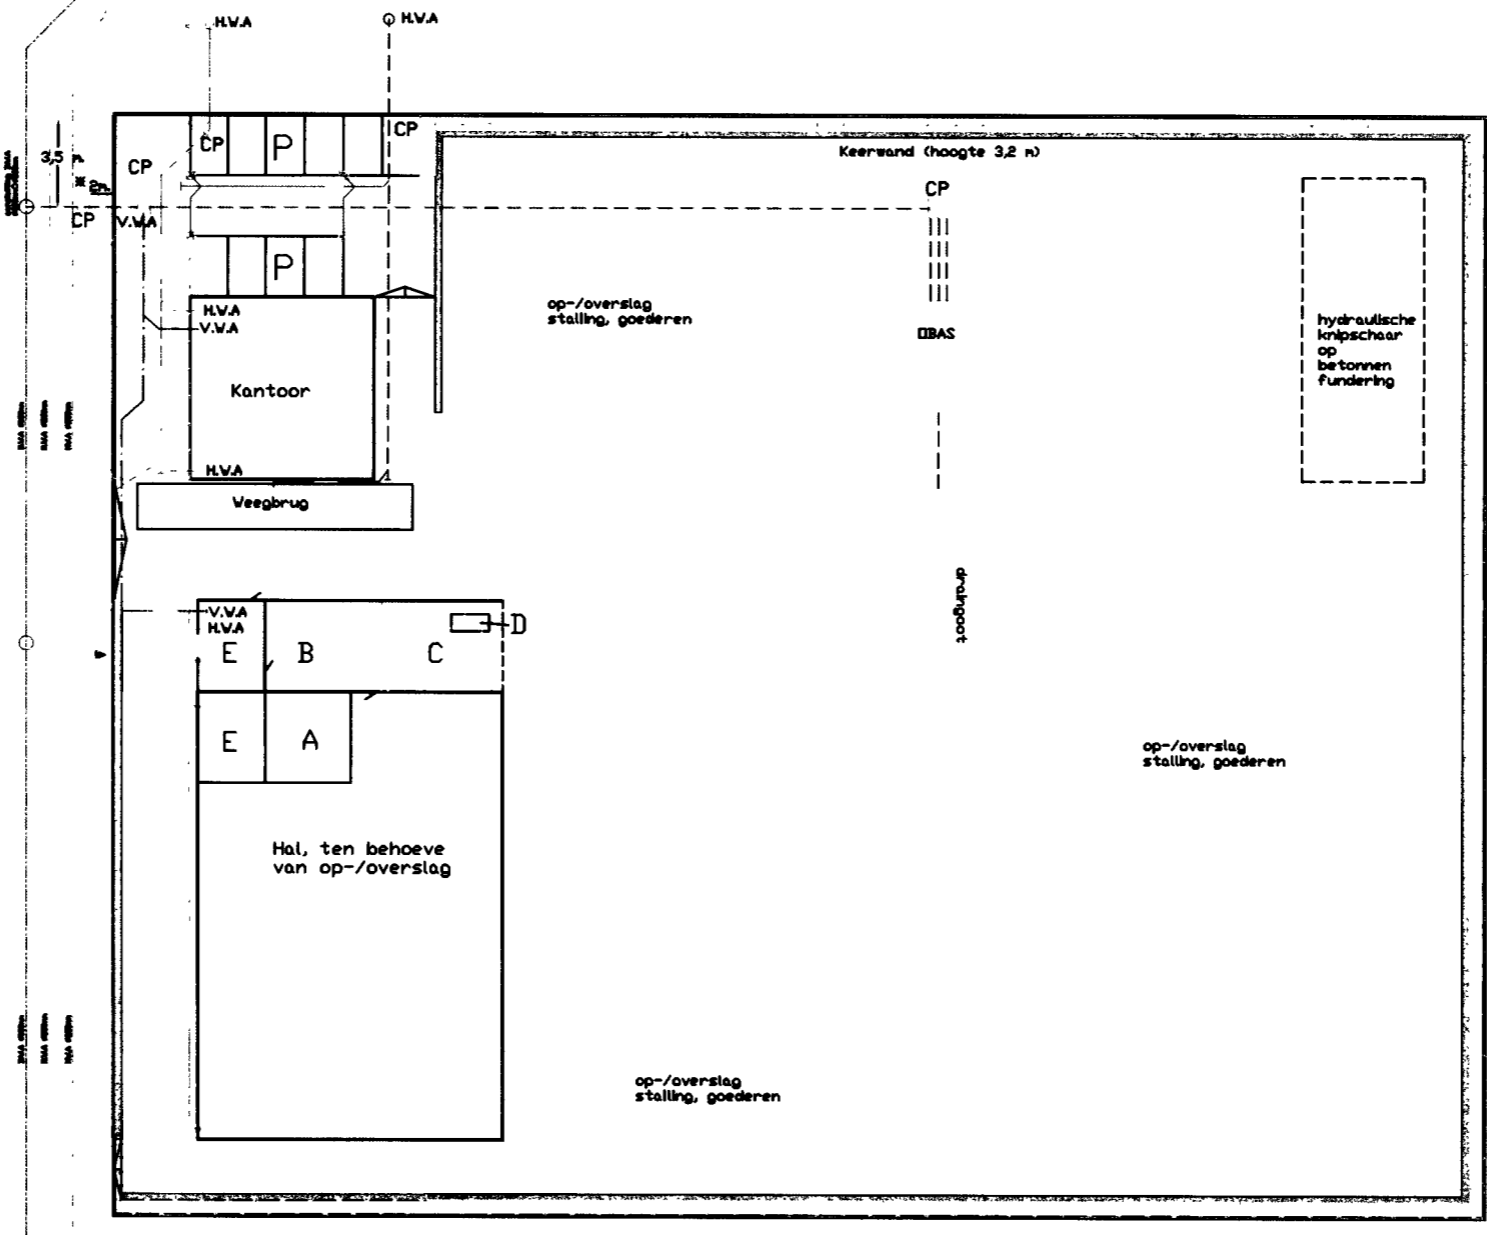 H.W.A
H.W.A
CP
CP
P
CP
3,5 m.
Keerwand (hoogte 3,2 m)
CP
CP
V.W.A
P
op-/overslag
stalling, goederen
H.W.A
V.W.A
OBAS
hydraulische
knipschaar
op
betonnen
fundering
Kantoor
H.W.A
Weegbrug
draingoot
V.W.A
H.W.A
D
E
B
C
E
A
op-/overslag
stalling, goederen
Hal, ten behoeve
van op-/overslag
op-/overslag
stalling, goederen